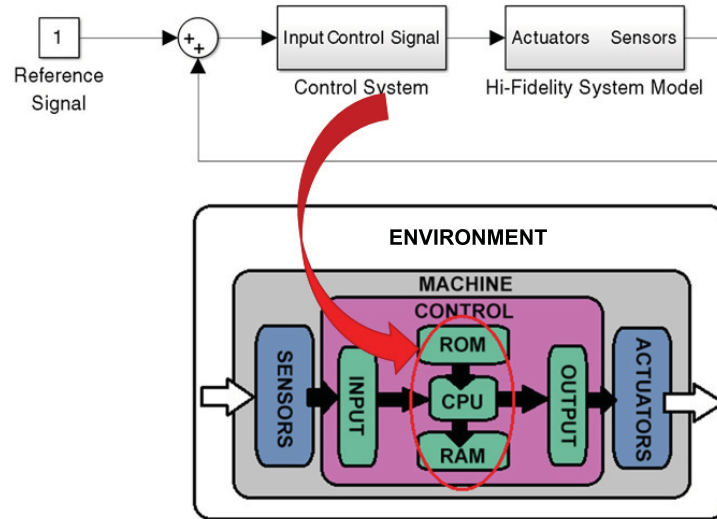 1
Reference
Signal
+
+
Input Control Signal
Control System
Actuators Sensors
Hi-Fidelity System Model
ENVIRONMENT
MACHINE
CONTROL
SENSORS
INPUT
ROM
CPU
RAM
OUTPUT
ACTUATORS